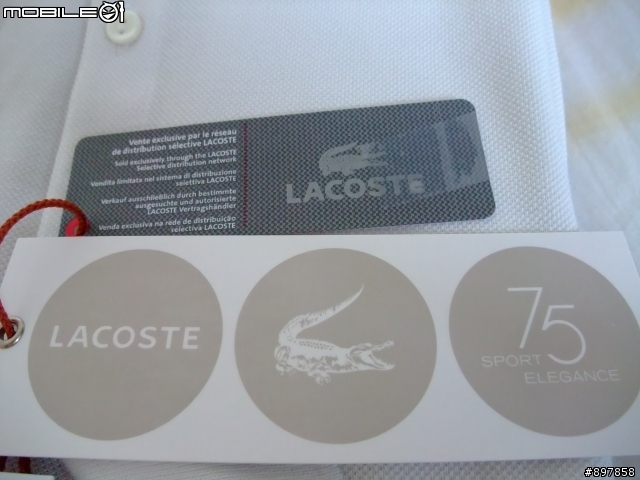 MOBILE01
Vente exclusive par le réseau
de distribution sélective LACOSTE
Sold exclusively through the LACOSTE
Selective distribution network
Vendita limitata nel sistema di distribuzione
selettiva LACOSTE
Verkauf ausschließlich durch bestimmte
ausgesuchte und autorisierte
LACOSTE Vertragshändler
Venda exclusiva na rede de distribuição
selectiva LACOSTE
LACOSTE
LACOSTE
75
SPORT
ELEGANCE
#897858